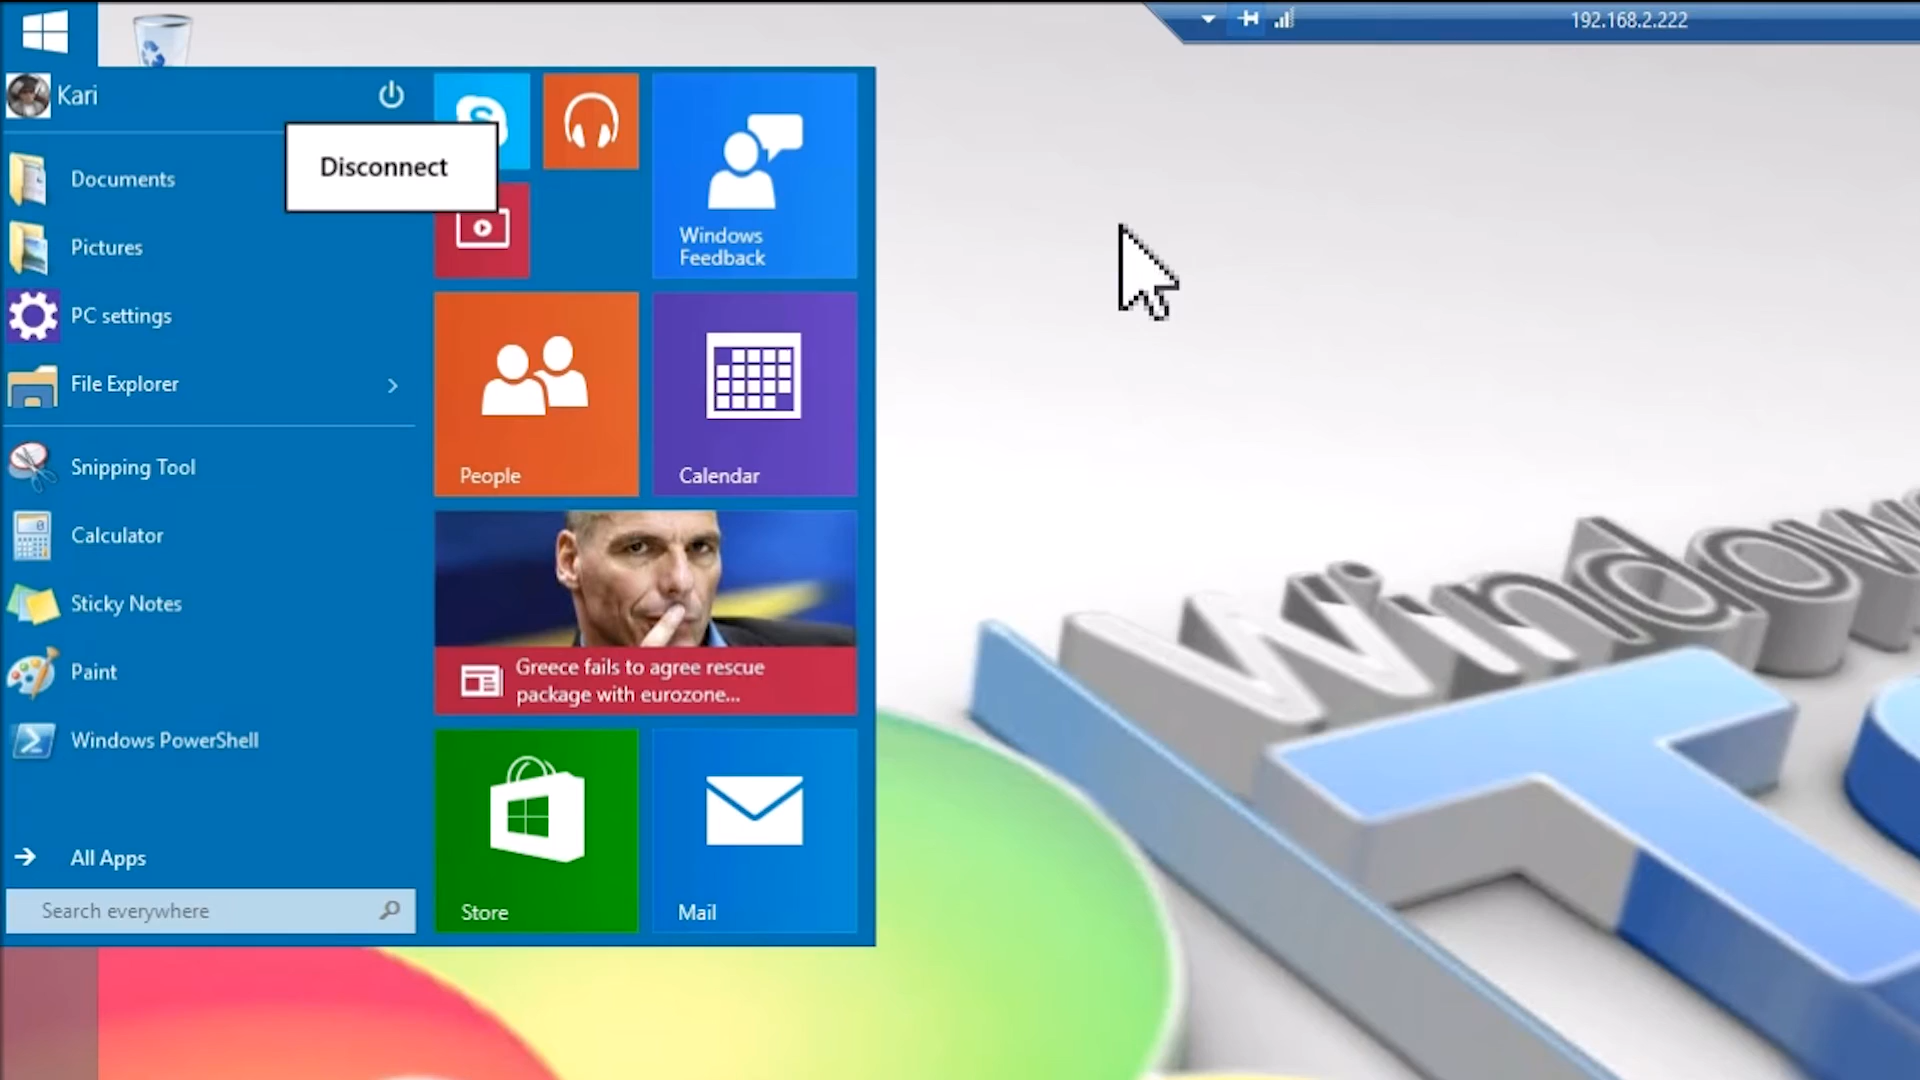 192.168.2.222
Kari
Disconnect
Documents
Pictures
PC settings
File Explorer
Snipping Tool
Calculator
Sticky Notes
Paint
Windows PowerShell
All Apps
Search everywhere
Windows
Feedback
People
Calendar
Greece fails to agree rescue
package with eurozone...
Store
Mail
Window